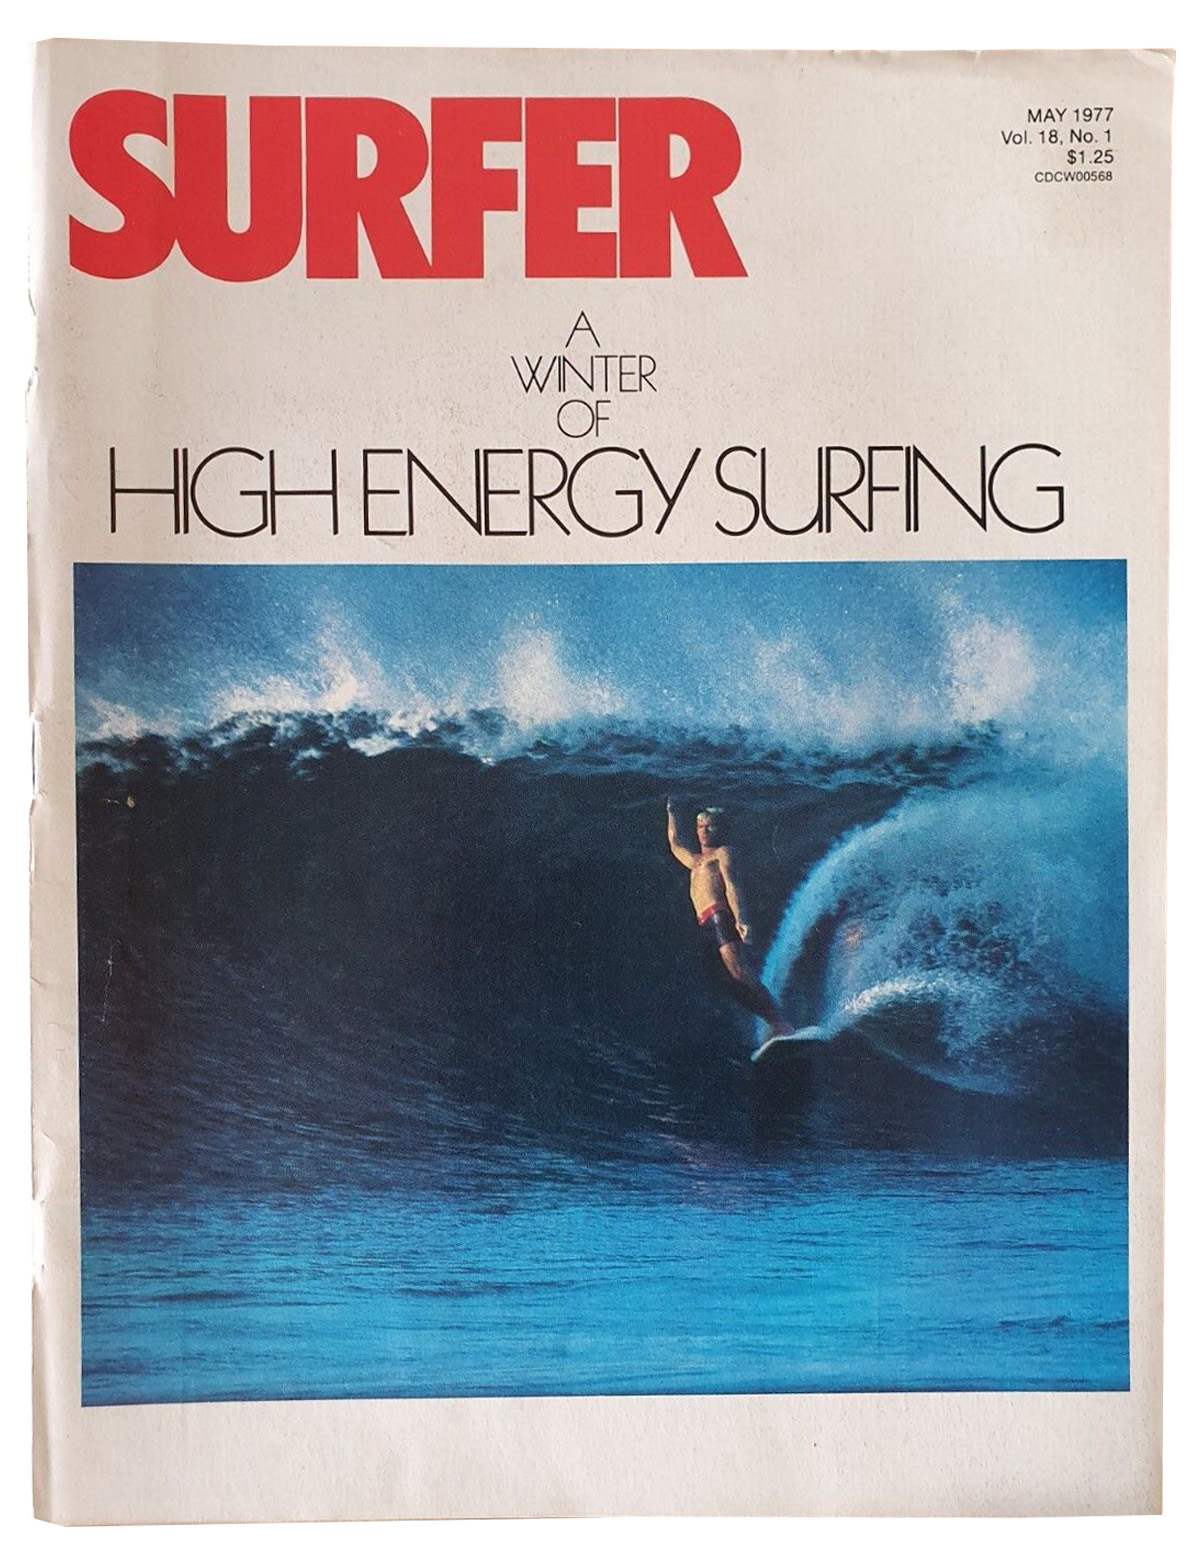 SURFER
MAY 1977
Vol. 18, No. 1
$1.25
CDCW00568
A
WINTER
OF
HIGH ENERGY SURFING